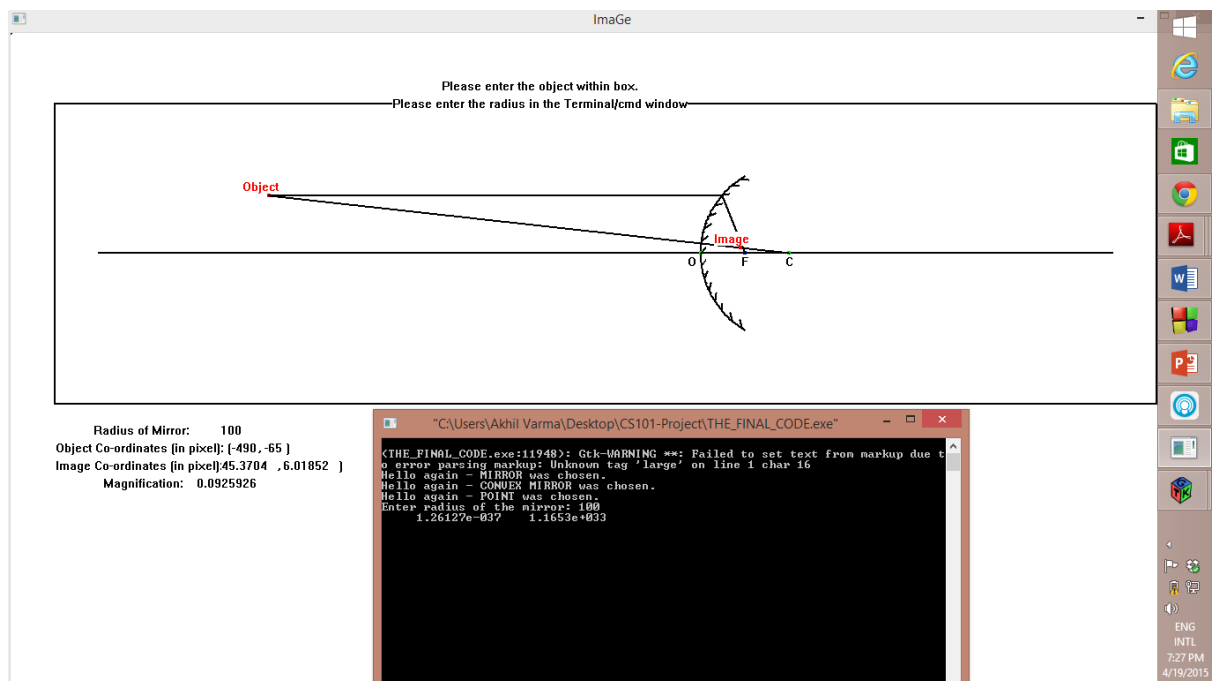 ImaGe
Please enter the object within box.
Please enter the radius in the Terminal/cmd window
Object
Image
O F C
Radius of Mirror: 100
Object Co-ordinates (in pixel): (-490,-65 )
Image Co-ordinates (in pixel):45.3704 ,6.01852 )
Magnification: 0.0925926
"C:\Users\Akhil Varma\Desktop\CS101-Project\THE_FINAL_CODE.exe"
(THE_FINAL_CODE.exe:11948): Gtk-WARNING **: Failed to set text from markup due t
o error parsing markup: Unknown tag 'large' on line 1 char 16
Hello again - MIRROR was chosen.
Hello again - CONVEX MIRROR was chosen.
Hello again - POINT was chosen.
Enter radius of the mirror: 100
1.26127e-037 1.1653e+033
ENG
INTL
7:27 PM
4/19/2015